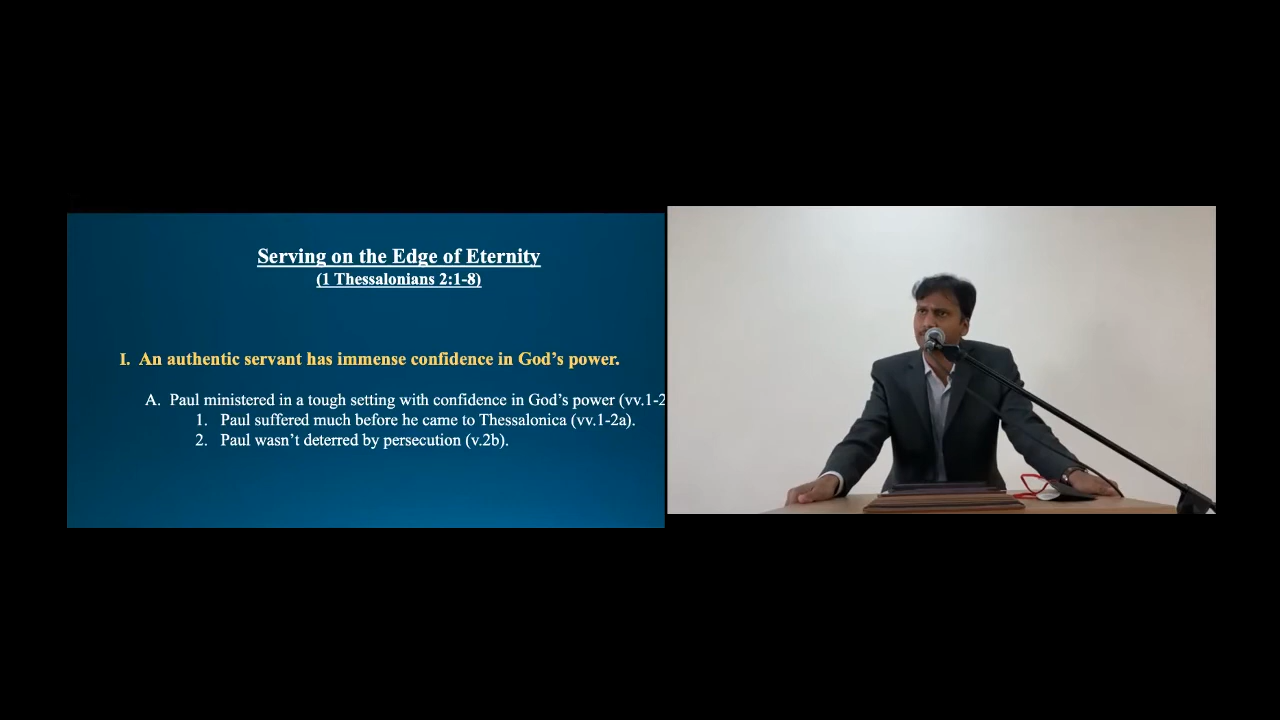 Serving on the Edge of Eternity
(1 Thessalonians 2:1-8)
I. An authentic servant has immense confidence in God’s power.
A. Paul ministered in a tough setting with confidence in God’s power (vv.1-2
1. Paul suffered much before he came to Thessalonica (vv.1-2a).
2. Paul wasn’t deterred by persecution (v.2b).